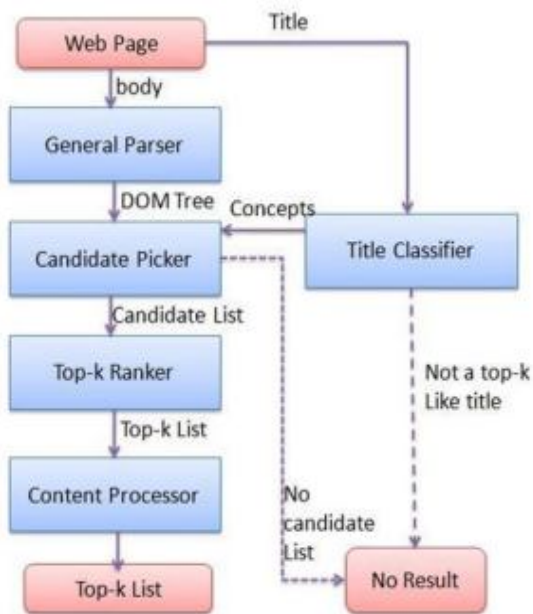 Title
Web Page
body
General Parser
DOM Tree
Concepts
Title Classifier
Candidate Picker
Candidate List
Top-k Ranker
Not a top-k
Like title
Top-k List
Content Processor
No
candidate
List
Top-k List
No Result